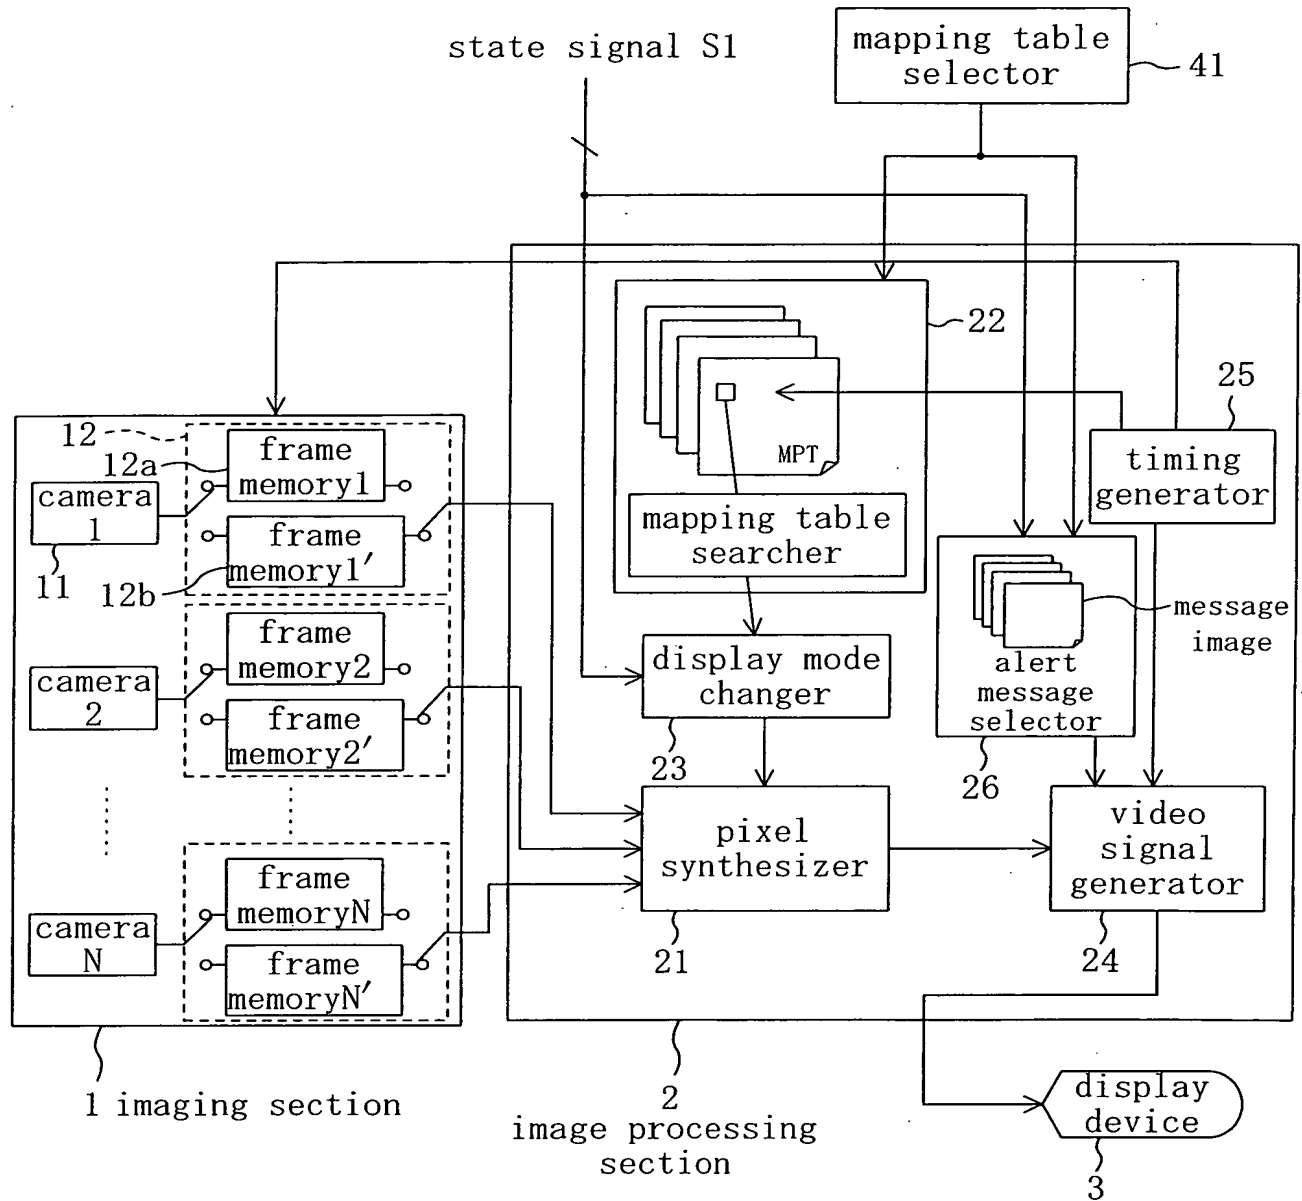 state signal S1
mapping table
selector
41
22
MPT
mapping table
searcher
25
timing
generator
12
12a
frame
memory1
camera
1
11
frame
memory1′
12b
frame
memory2
camera
2
frame
memory2′
display mode
changer
23
message
image
alert
message
selector
26
frame
memoryN
camera
N
frame
memoryN′
pixel
synthesizer
21
video
signal
generator
24
1 imaging section
2
image processing
section
display
device
3